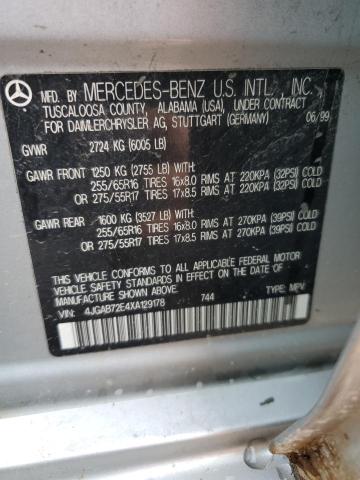 MFD. BY MERCEDES-BENZ U.S. INTL., INC.
TUSCALOOSA COUNTY, ALABAMA (USA), UNDER CONTRACT
FOR DAIMLERCHRYSLER AG, STUTTGART (GERMANY) 06/99
GVWR 2724 KG (6005 LB)
GAWR FRONT 1250 KG (2755 LB)
255/65R16 TIRES 16x8.0 RIMS AT 220KPA (32PSI) COLD
OR 275/55R17 TIRES 17x8.5 RIMS AT 220KPA (32PSI) COLD
GAWR REAR 1600 KG (3527 LB)
255/65R16 TIRES 16x8.0 RIMS AT 270KPA (39PSI) COLD
OR 275/55R17 TIRES 17x8.5 RIMS AT 270KPA (39PSI) COLD
THIS VEHICLE CONFORMS TO ALL APPLICABLE FEDERAL MOTOR
VEHICLE SAFETY STANDARDS IN EFFECT ON THE DATE OF
MANUFACTURE SHOWN ABOVE.
VIN: 4JGAB72E4XA129178 744 TYPE: MPV